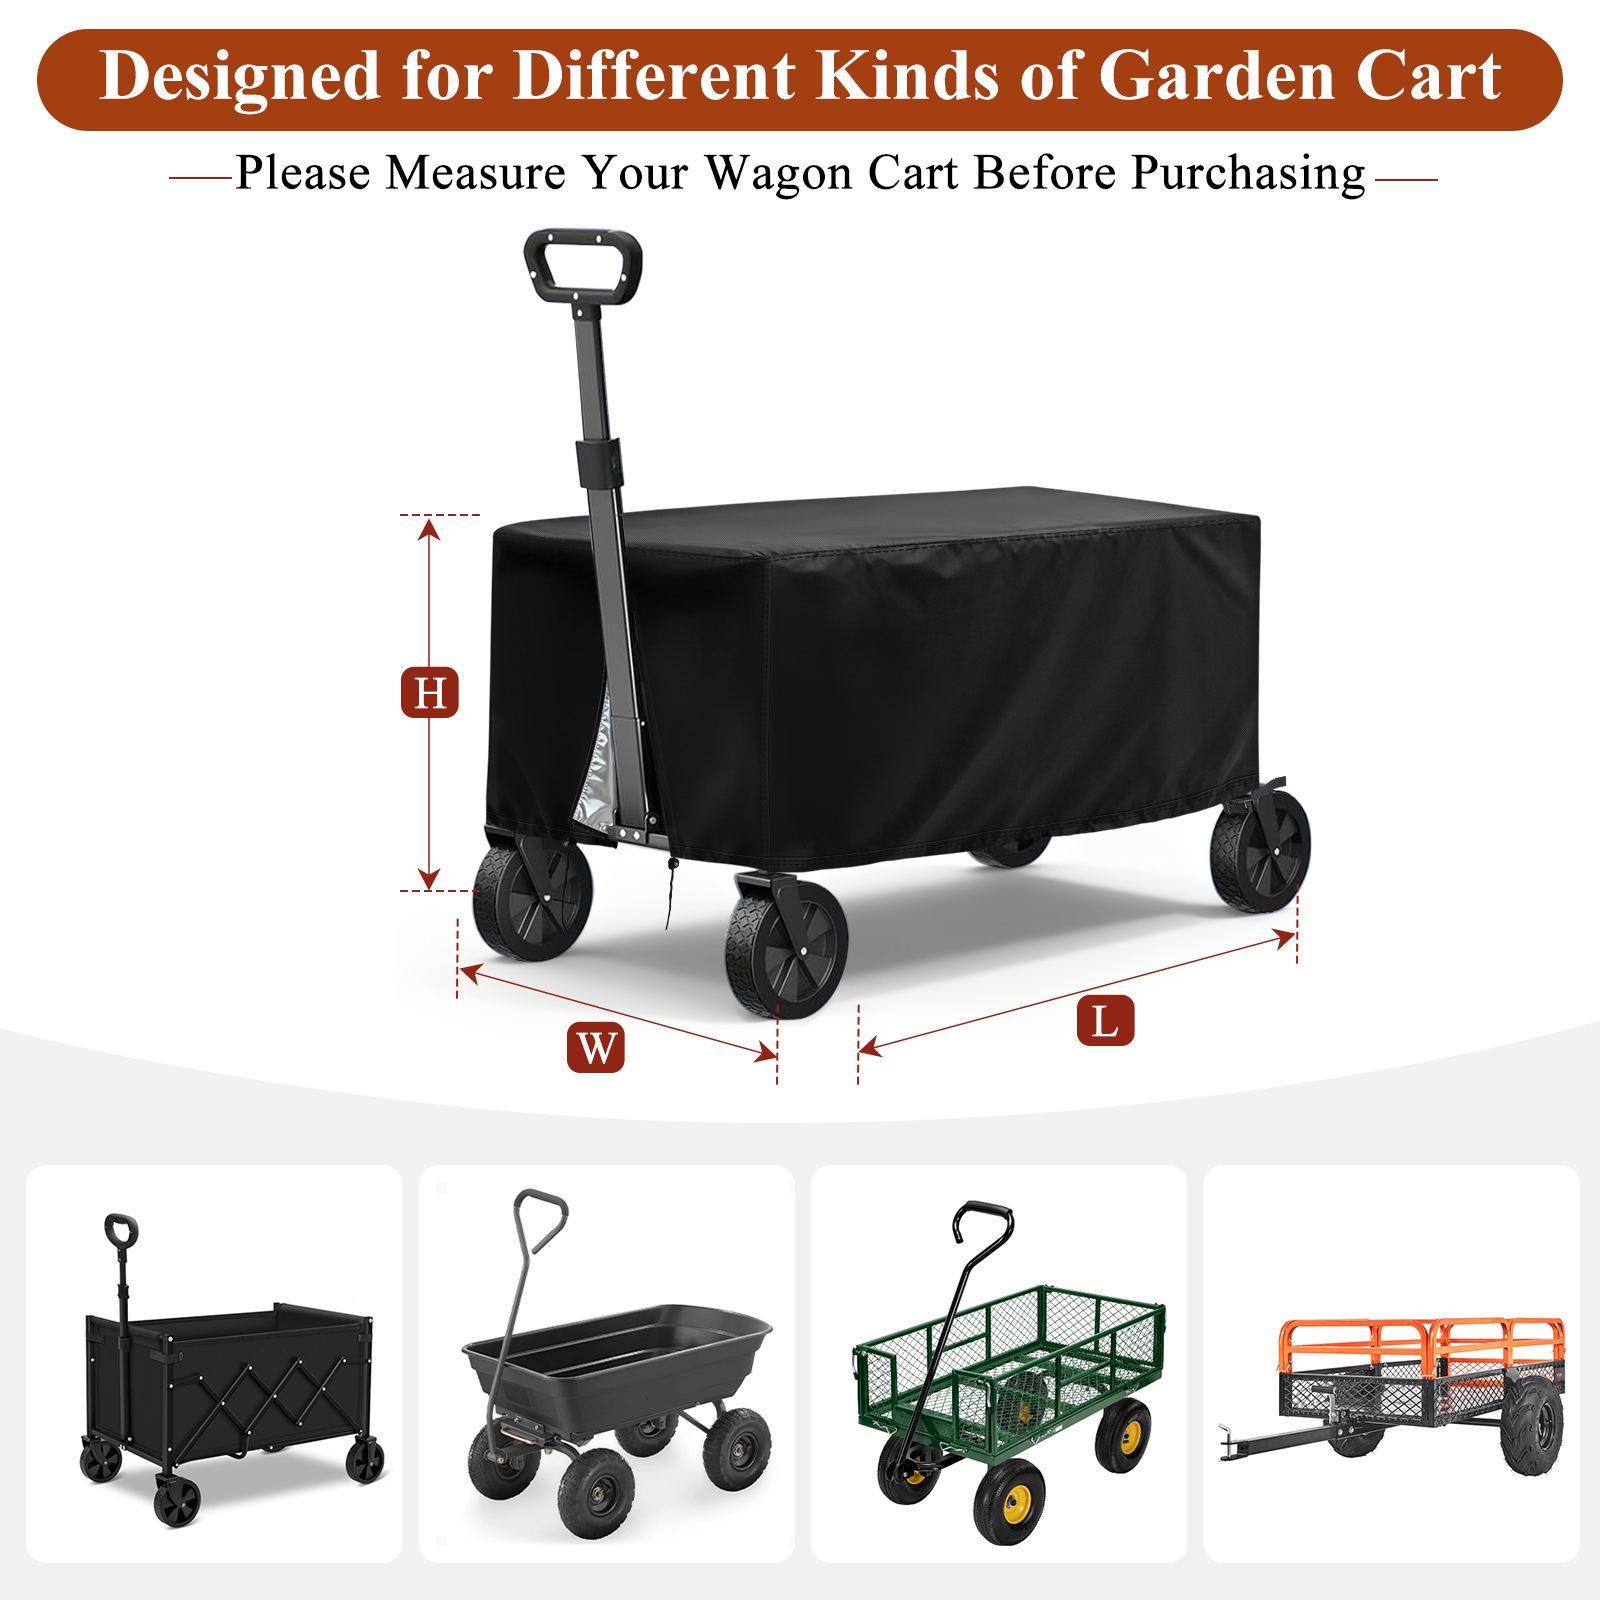 Designed for Different Kinds of Garden Cart
Please Measure Your Wagon Cart Before Purchasing
H
W
L